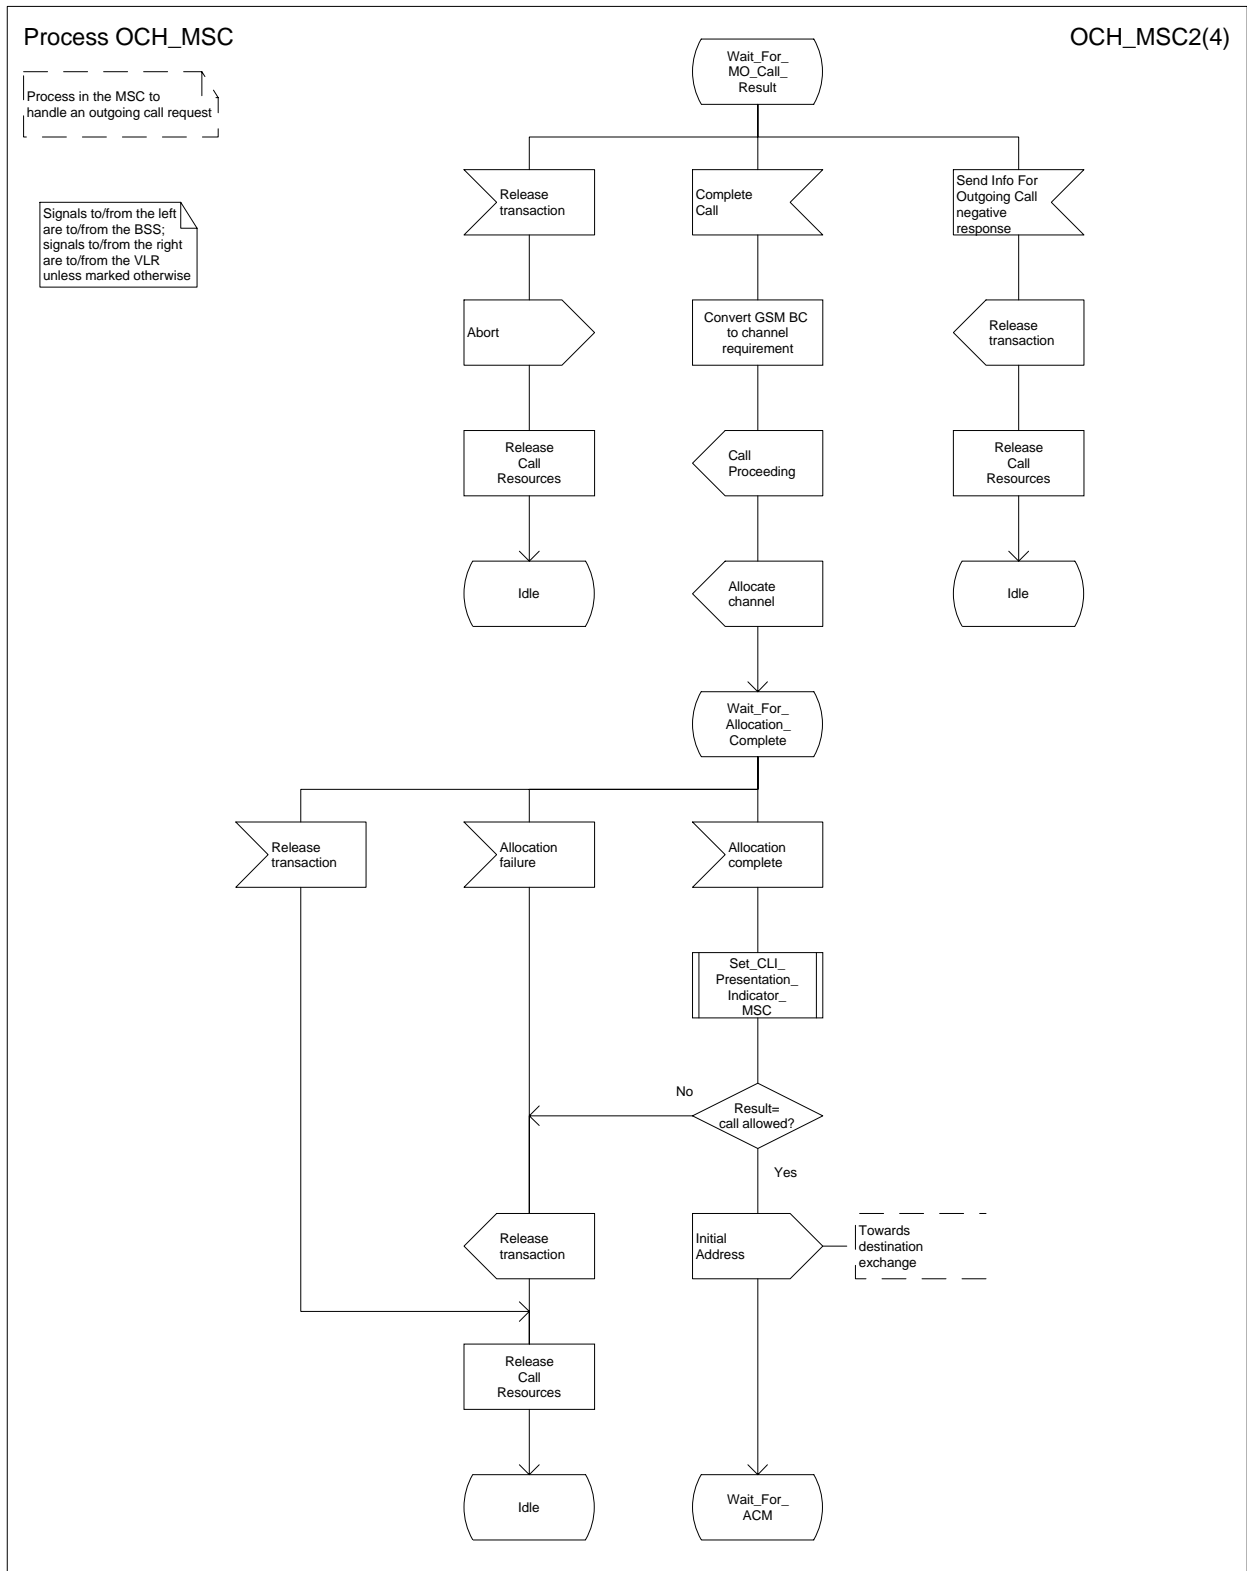 Process OCH_MSC
OCH_MSC2(4)
Process in the MSC to
handle an outgoing call request
Signals to/from the left
are to/from the BSS;
signals to/from the right
are to/from the VLR
unless marked otherwise
Wait_For_
MO_Call_
Result
Release
transaction
Complete
Call
Send Info For
Outgoing Call
negative
response
Abort
Convert GSM BC
to channel
requirement
Release
transaction
Release
Call
Resources
Call
Proceeding
Release
Call
Resources
Idle
Allocate
channel
Idle
Wait_For_
Allocation_
Complete
Release
transaction
Allocation
failure
Allocation
complete
Set_CLI_
Presentation_
Indicator_
MSC
No
Result=
call allowed?
Yes
Release
transaction
Initial
Address
Towards
destination
exchange
Release
Call
Resources
Idle
Wait_For_
ACM